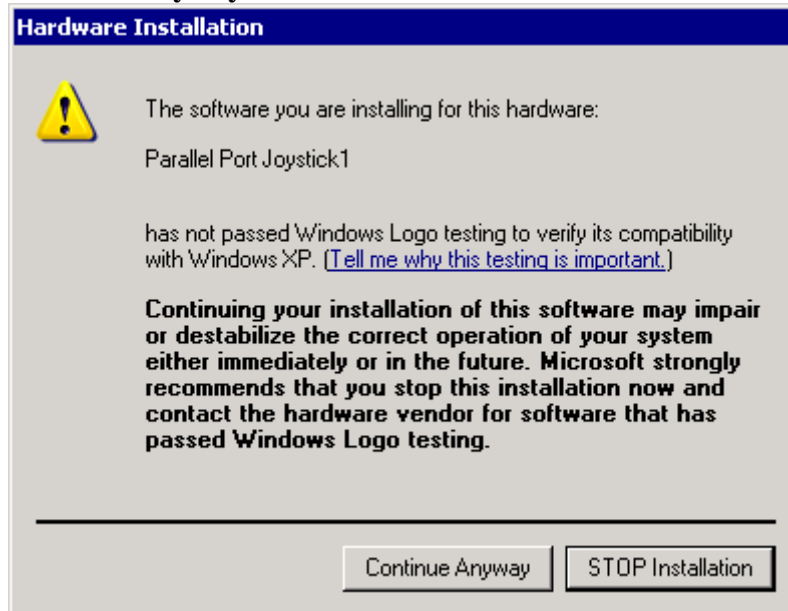 Hardware Installation
The software you are installing for this hardware:
Parallel Port Joystick1
has not passed Windows Logo testing to verify its compatibility
with Windows XP. (Tell me why this testing is important.)
Continuing your installation of this software may impair
or destabilize the correct operation of your system
either immediately or in the future. Microsoft strongly
recommends that you stop this installation now and
contact the hardware vendor for software that has
passed Windows Logo testing.
Continue Anyway
STOP Installation